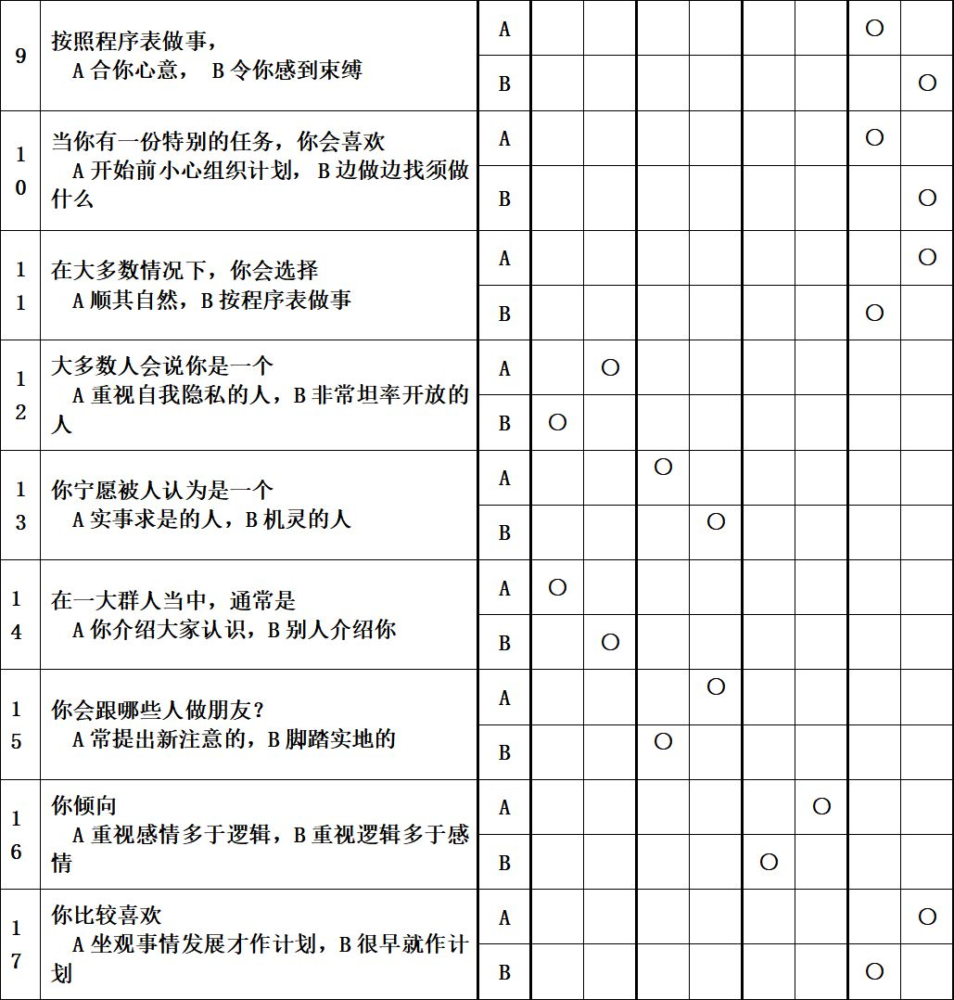 9
按照程序表做事，
A 合你心意， B 令你感到束缚
A
〇
B
〇
10
当你有一份特别的任务，你会喜欢
A 开始前小心组织计划， B 边做边找须做
什么
A
〇
B
〇
11
在大多数情况下，你会选择
A 顺其自然，B 按程序表做事
A
〇
B
〇
12
大多数人会说你是一个
A 重视自我隐私的人，B 非常坦率开放的
人
A
〇
B
〇
13
你宁愿被人认为是一个
A 实事求是的人，B 机灵的人
A
〇
B
〇
14
在一大群人当中，通常是
A 你介绍大家认识，B 别人介绍你
A
〇
B
〇
15
你会跟哪些人做朋友？
A 常提出新注意的，B 脚踏实地的
A
〇
B
〇
16
你倾向
A 重视感情多于逻辑，B 重视逻辑多于感
情
A
〇
B
〇
17
你比较喜欢
A 坐观事情发展才作计划，B 很早就作计
划
A
〇
B
〇